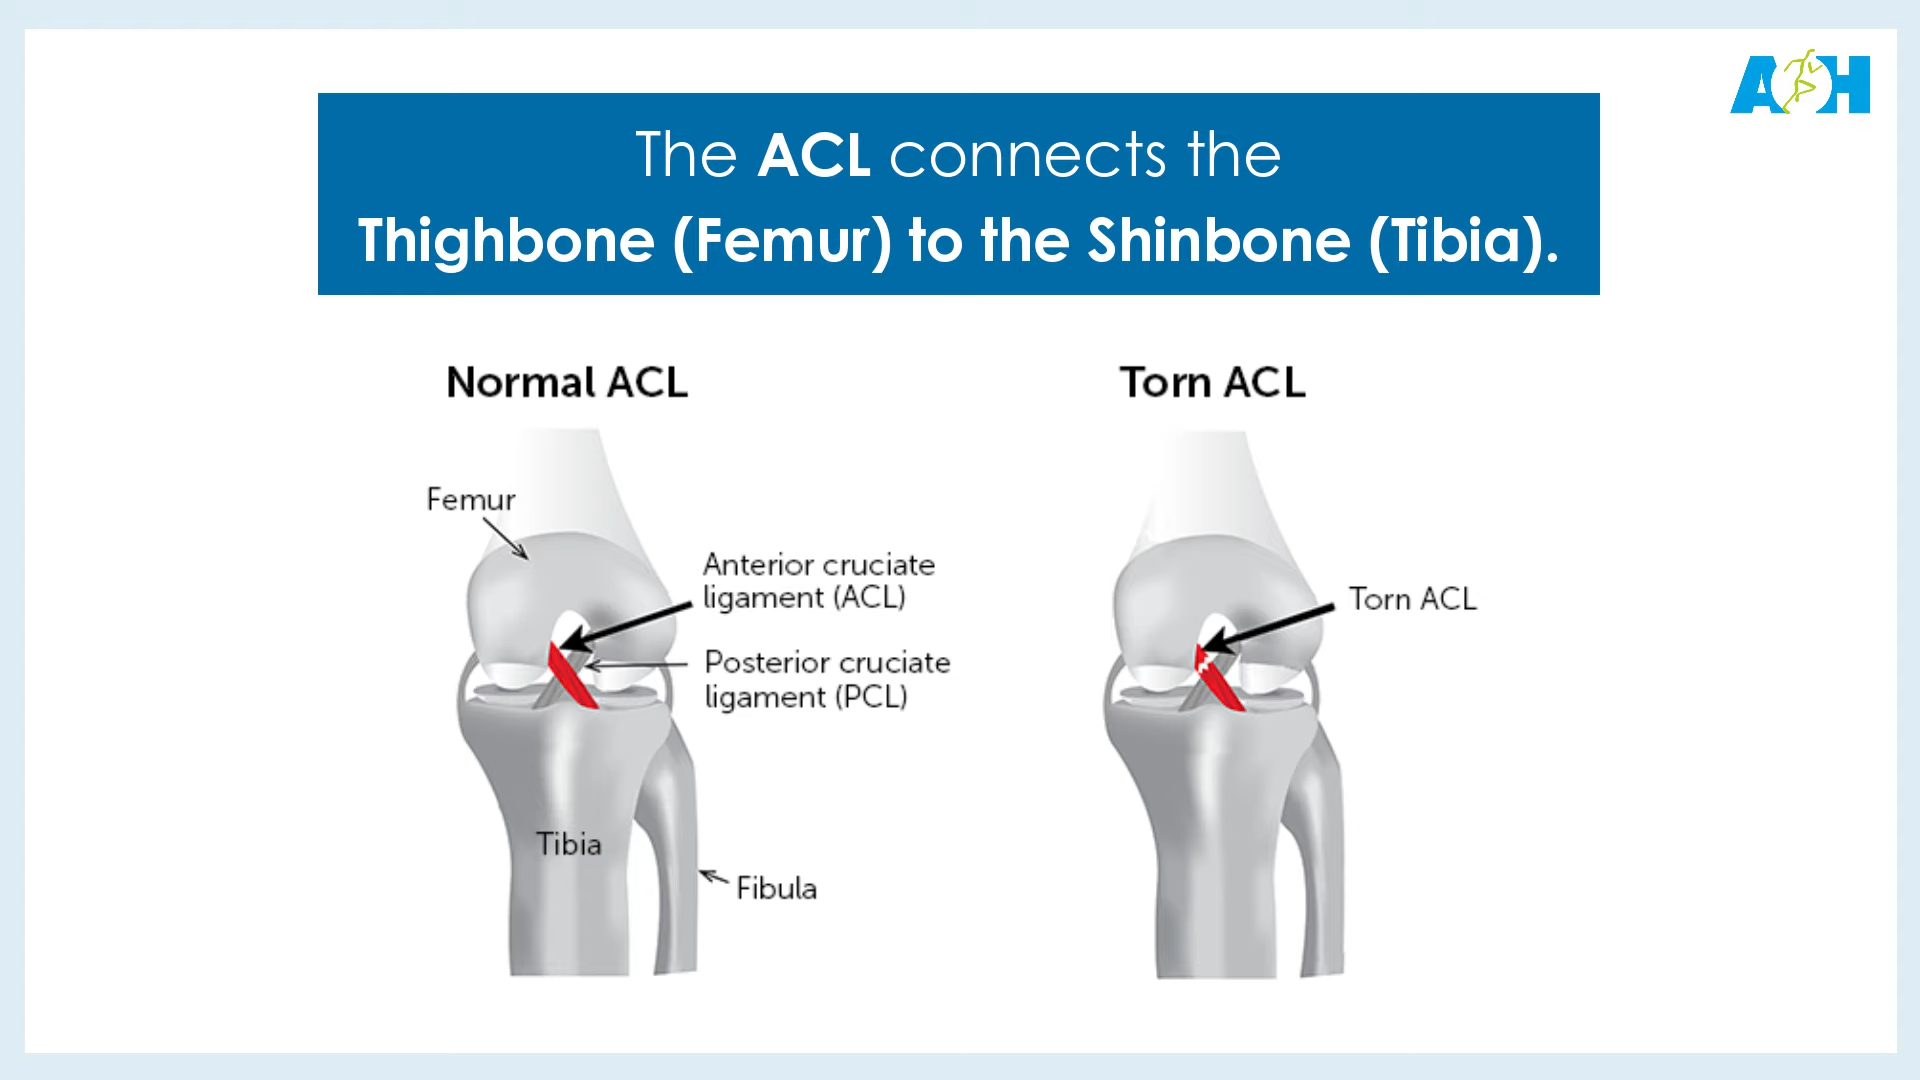 AOH
The ACL connects the
Thighbone (Femur) to the Shinbone (Tibia).
Normal ACL
Femur
Anterior cruciate
ligament (ACL)
Posterior cruciate
ligament (PCL)
Tibia
Fibula
Torn ACL
Torn ACL